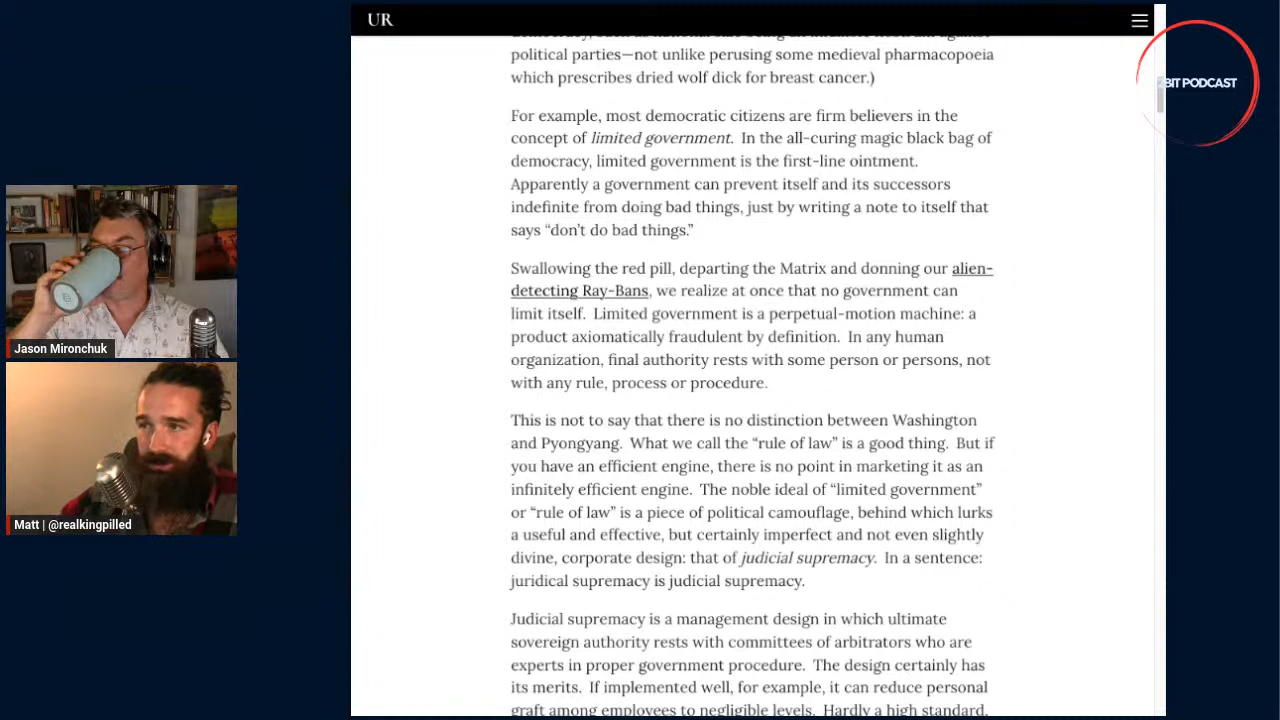 UR
political parties—not unlike perusing some medieval pharmacopoeia
which prescribes dried wolf dick for breast cancer.)
For example, most democratic citizens are firm believers in the
concept of limited government. In the all-curing magic black bag of
democracy, limited government is the first-line ointment.
Apparently a government can prevent itself and its successors
indefinite from doing bad things, just by writing a note to itself that
says “don’t do bad things.”
Swallowing the red pill, departing the Matrix and donning our alien-
detecting Ray-Bans, we realize at once that no government can
limit itself. Limited government is a perpetual-motion machine: a
product axiomatically fraudulent by definition. In any human
organization, final authority rests with some person or persons, not
with any rule, process or procedure.
This is not to say that there is no distinction between Washington
and Pyongyang. What we call the “rule of law” is a good thing. But if
you have an efficient engine, there is no point in marketing it as an
infinitely efficient engine. The noble ideal of “limited government”
or “rule of law” is a piece of political camouflage, behind which lurks
a useful and effective, but certainly imperfect and not even slightly
divine, corporate design: that of judicial supremacy. In a sentence:
juridical supremacy is judicial supremacy.
Judicial supremacy is a management design in which ultimate
sovereign authority rests with committees of arbitrators who are
experts in proper government procedure. The design certainly has
its merits. If implemented well, for example, it can reduce personal
graft among employees to negligible levels. Hardly a high standard,
BIT PODCAST
Jason Mironchuk
Matt | @realkingpilled